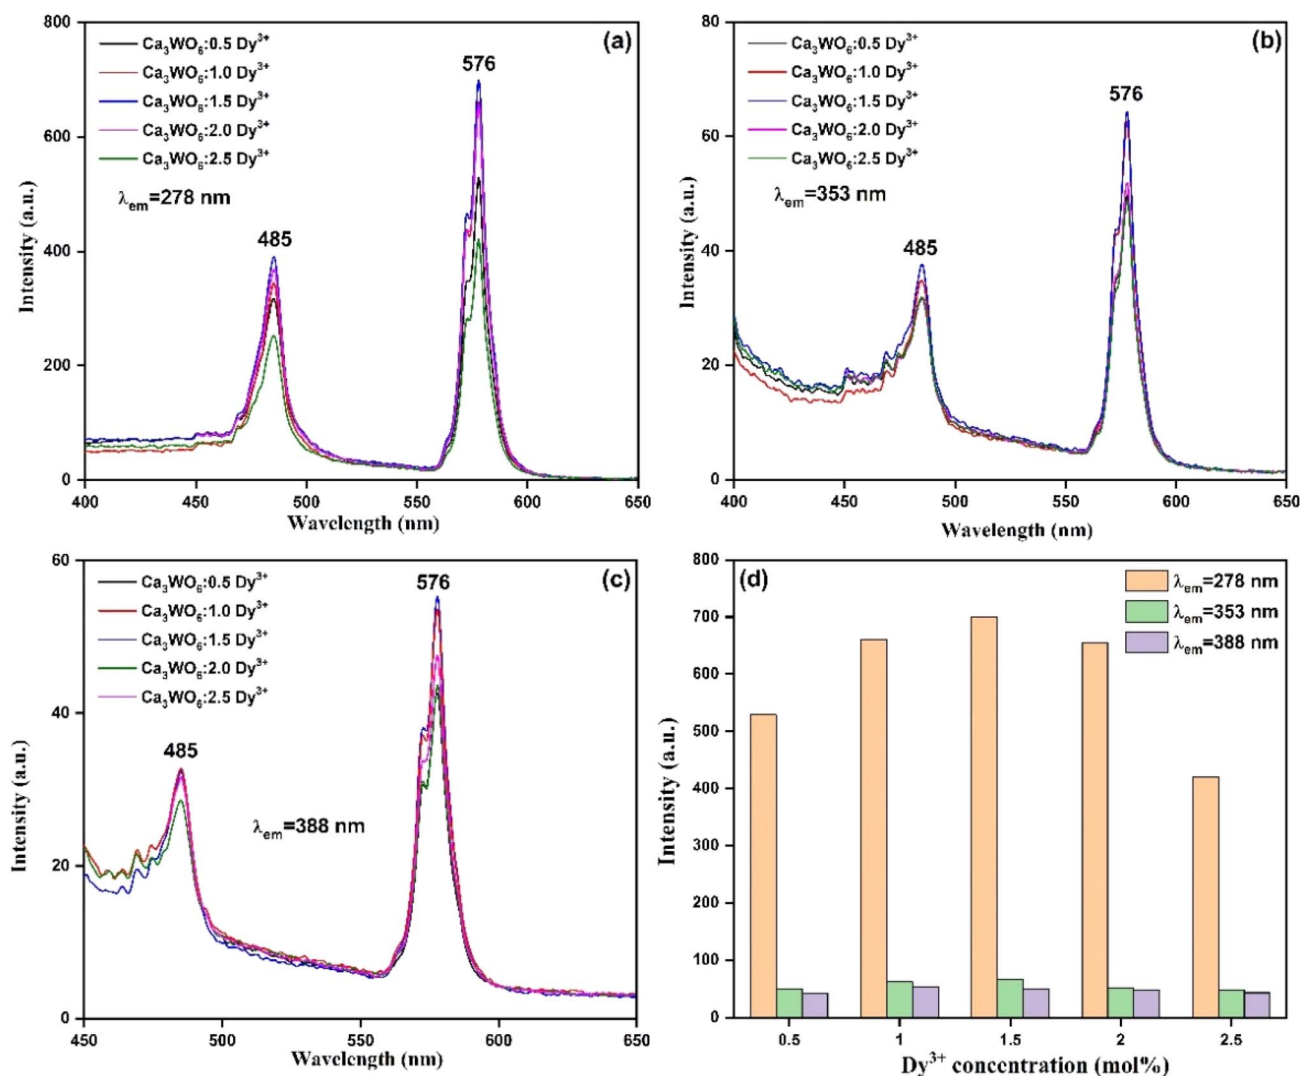 (a)
Ca₃WO₆:0.5 Dy³⁺
Ca₃WO₆:1.0 Dy³⁺
Ca₃WO₆:1.5 Dy³⁺
Ca₃WO₆:2.0 Dy³⁺
Ca₃WO₆:2.5 Dy³⁺
λem=278 nm
485
576
800
600
400
200
0
Intensity (a.u.)
400 450 500 550 600 650
Wavelength (nm)
(b)
Ca₃WO₆:0.5 Dy³⁺
Ca₃WO₆:1.0 Dy³⁺
Ca₃WO₆:1.5 Dy³⁺
Ca₃WO₆:2.0 Dy³⁺
Ca₃WO₆:2.5 Dy³⁺
λem=353 nm
485
576
80
60
40
20
0
Intensity (a.u.)
400 450 500 550 600 650
Wavelength (nm)
(c)
Ca₃WO₆:0.5 Dy³⁺
Ca₃WO₆:1.0 Dy³⁺
Ca₃WO₆:1.5 Dy³⁺
Ca₃WO₆:2.0 Dy³⁺
Ca₃WO₆:2.5 Dy³⁺
λem=388 nm
485
576
60
40
20
0
Intensity (a.u.)
450 500 550 600 650
Wavelength (nm)
(d)
λem=278 nm
λem=353 nm
λem=388 nm
800
700
600
500
400
300
200
100
0
Intensity (a.u.)
0.5 1 1.5 2 2.5
Dy³⁺ concentration (mol%)